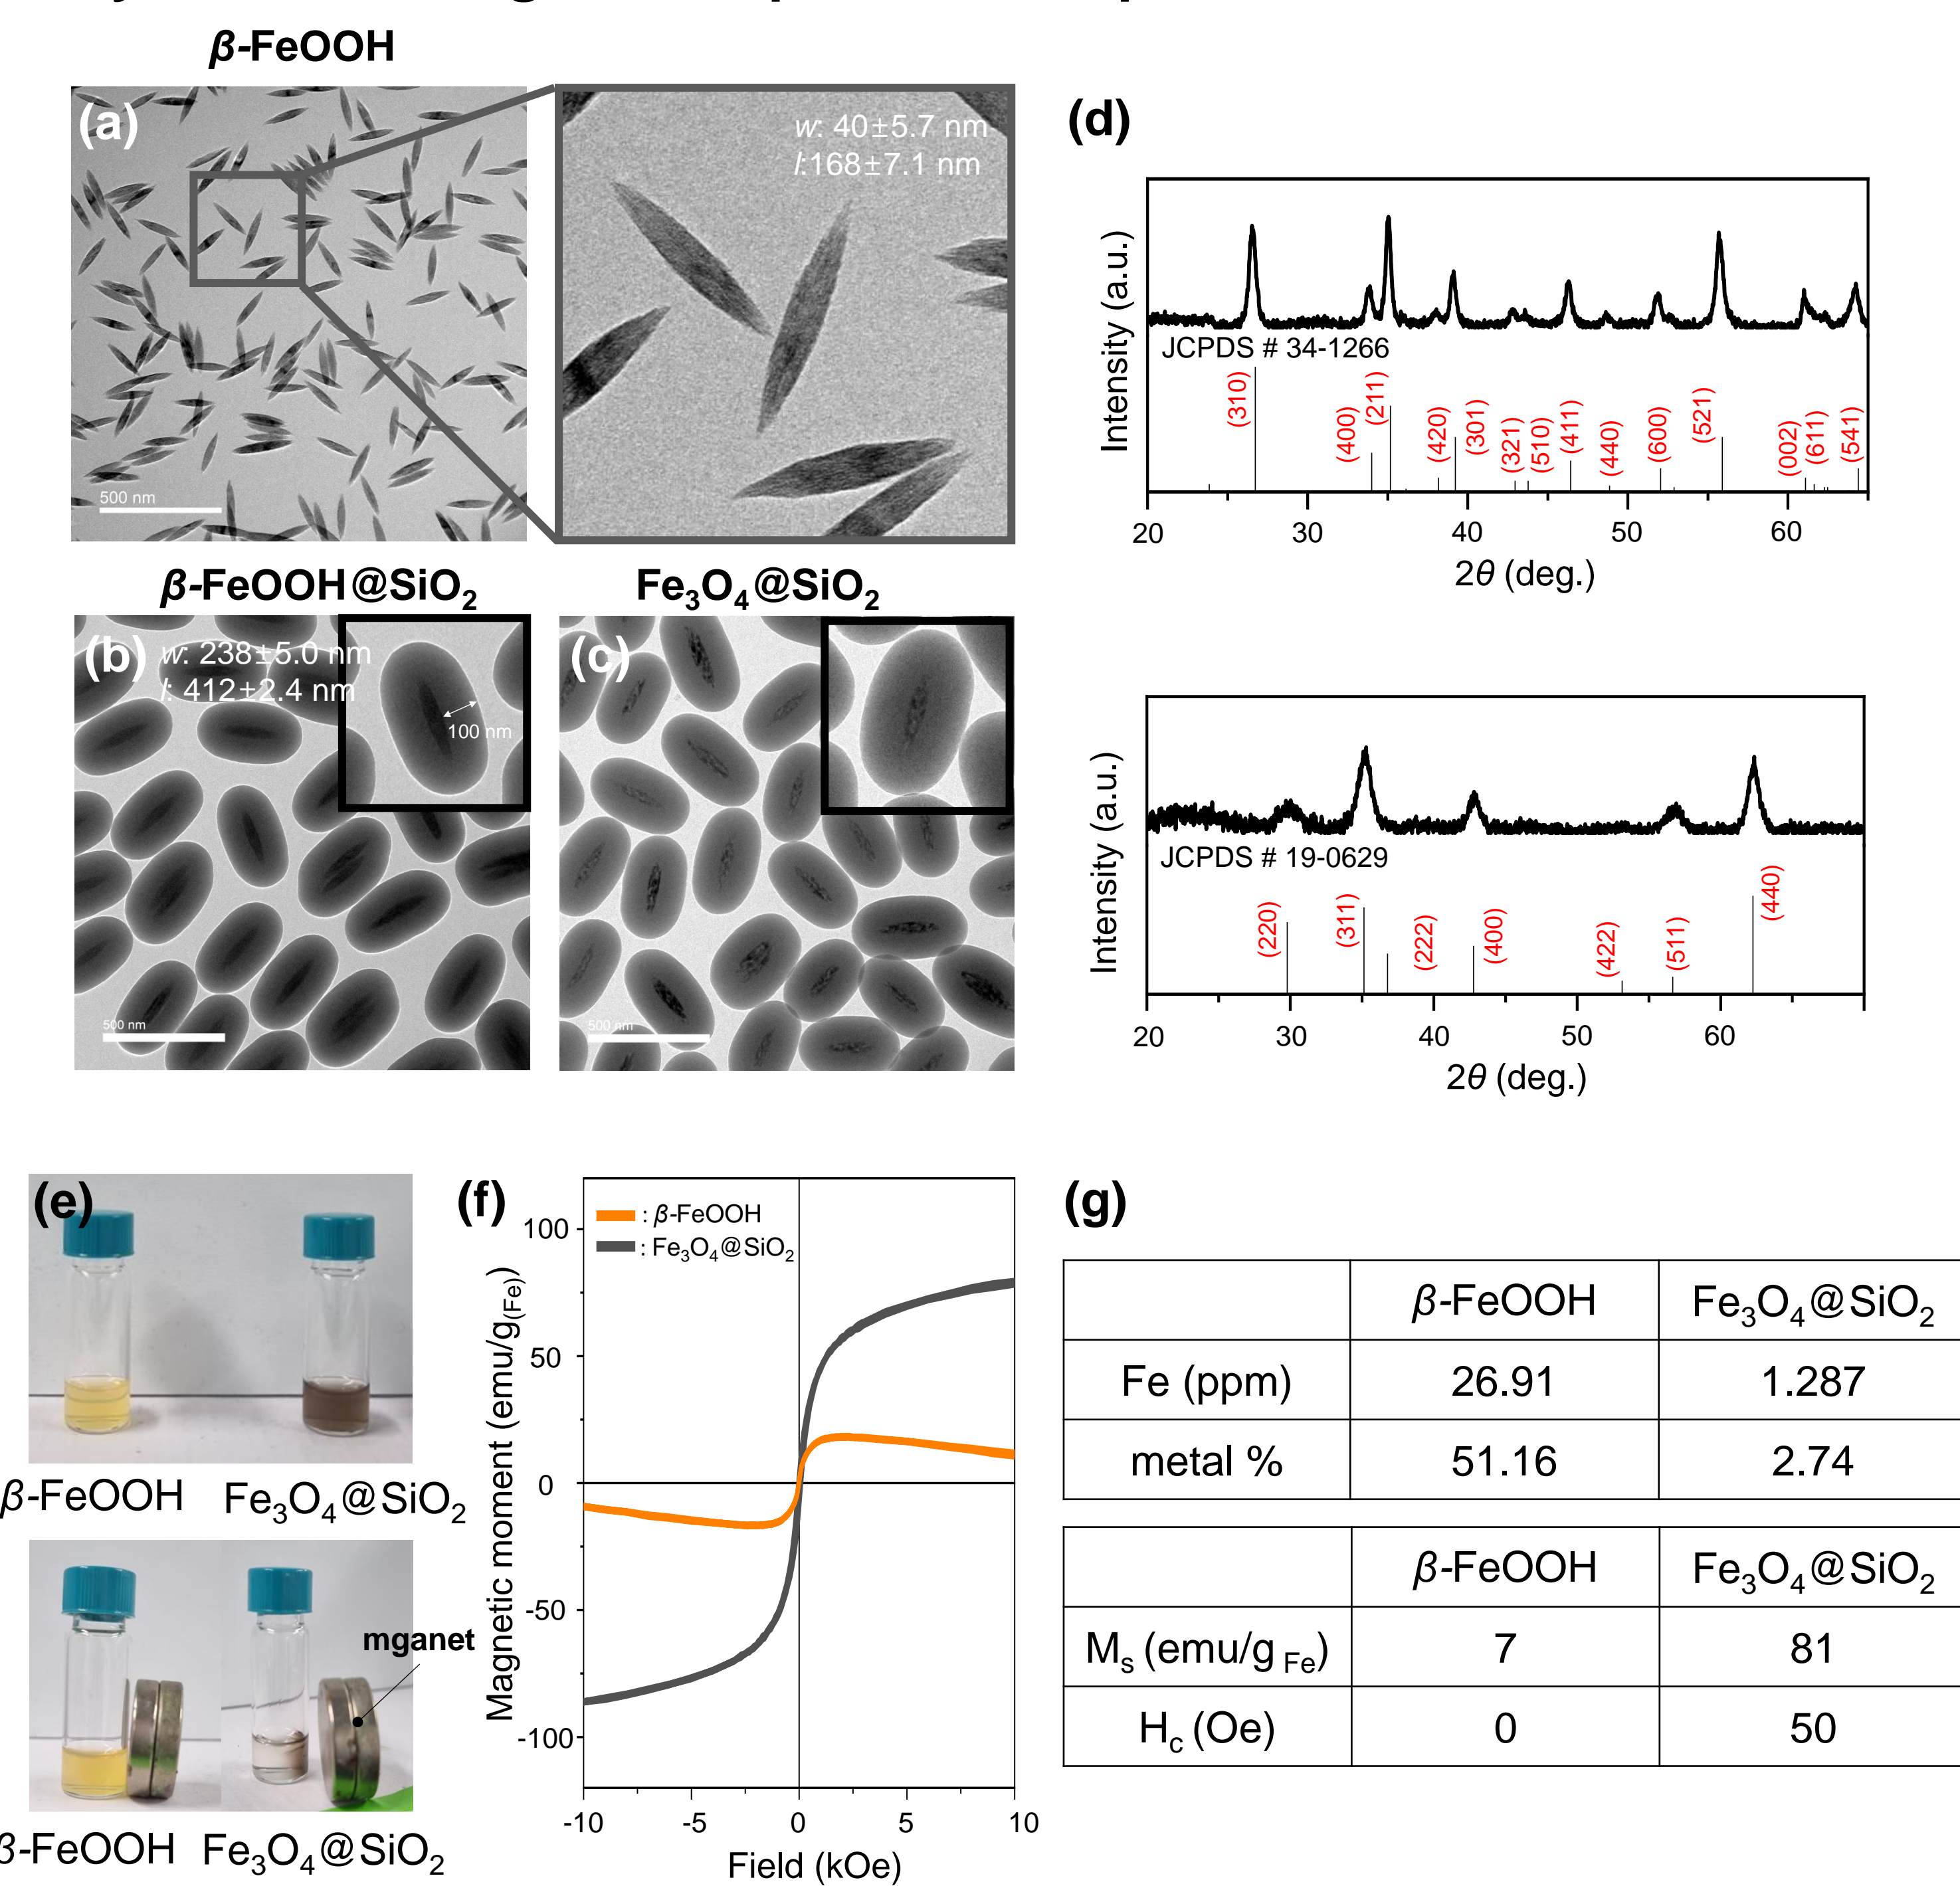 β-FeOOH
(a)
w: 40±5.7 nm
l:168±7.1 nm
500 nm
β-FeOOH@SiO2
Fe3O4@SiO2
(b)
w: 238±5.0 nm
l: 412±2.4 nm
100 nm
500 nm
(c)
500 nm
(d)
Intensity (a.u.)
JCPDS # 34-1266
(310)
(400)
(211)
(420)
(301)
(321)
(510)
(411)
(440)
(600)
(521)
(002)
(611)
(541)
20 30 40 50 60
2θ (deg.)
Intensity (a.u.)
JCPDS # 19-0629
(220)
(311)
(222)
(400)
(422)
(511)
(440)
20 30 40 50 60
2θ (deg.)
(e)
β-FeOOH Fe3O4@SiO2
mganet
β-FeOOH Fe3O4@SiO2
(f)
: β-FeOOH
: Fe3O4@SiO2
Magnetic moment (emu/g(Fe))
100
50
0
-50
-100
-10 -5 0 5 10
Field (kOe)
(g)
β-FeOOH Fe3O4@SiO2
Fe (ppm) 26.91 1.287
metal % 51.16 2.74
β-FeOOH Fe3O4@SiO2
Ms (emu/g Fe) 7 81
Hc (Oe) 0 50